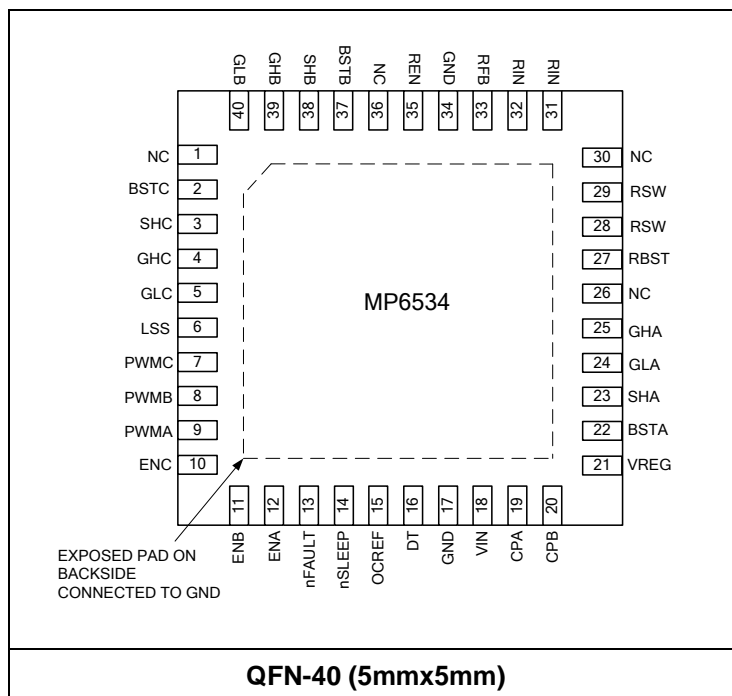 GLB
GHB
SHB
BSTB
NC
REN
GND
RFB
RIN
RIN
40
39
38
37
36
35
34
33
32
31
NC 1
BSTC 2
SHC 3
GHC 4
GLC 5
LSS 6
PWMC 7
PWMB 8
PWMA 9
ENC 10
MP6534
30 NC
29 RSW
28 RSW
27 RBST
26 NC
25 GHA
24 GLA
23 SHA
22 BSTA
21 VREG
11
12
13
14
15
16
17
18
19
20
ENB
ENA
nFAULT
nSLEEP
OCREF
DT
GND
VIN
CPA
CPB
EXPOSED PAD ON
BACKSIDE
CONNECTED TO GND
QFN-40 (5mmx5mm)